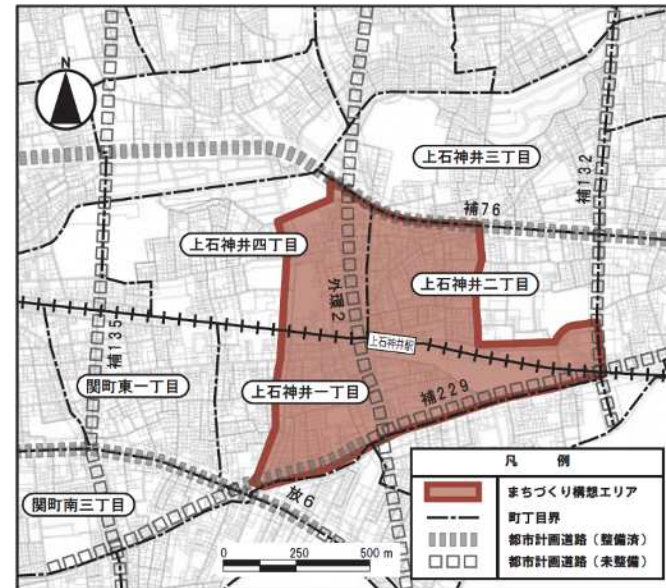 N
上石神井三丁目
補132
補76
上石神井四丁目
上石神井二丁目
外環2
上石神井駅
補135
関町東一丁目
上石神井一丁目
補229
放6
関町南三丁目
0 250 500 m
凡 例
まちづくり構想エリア
町丁目界
都市計画道路（整備済）
都市計画道路（未整備）